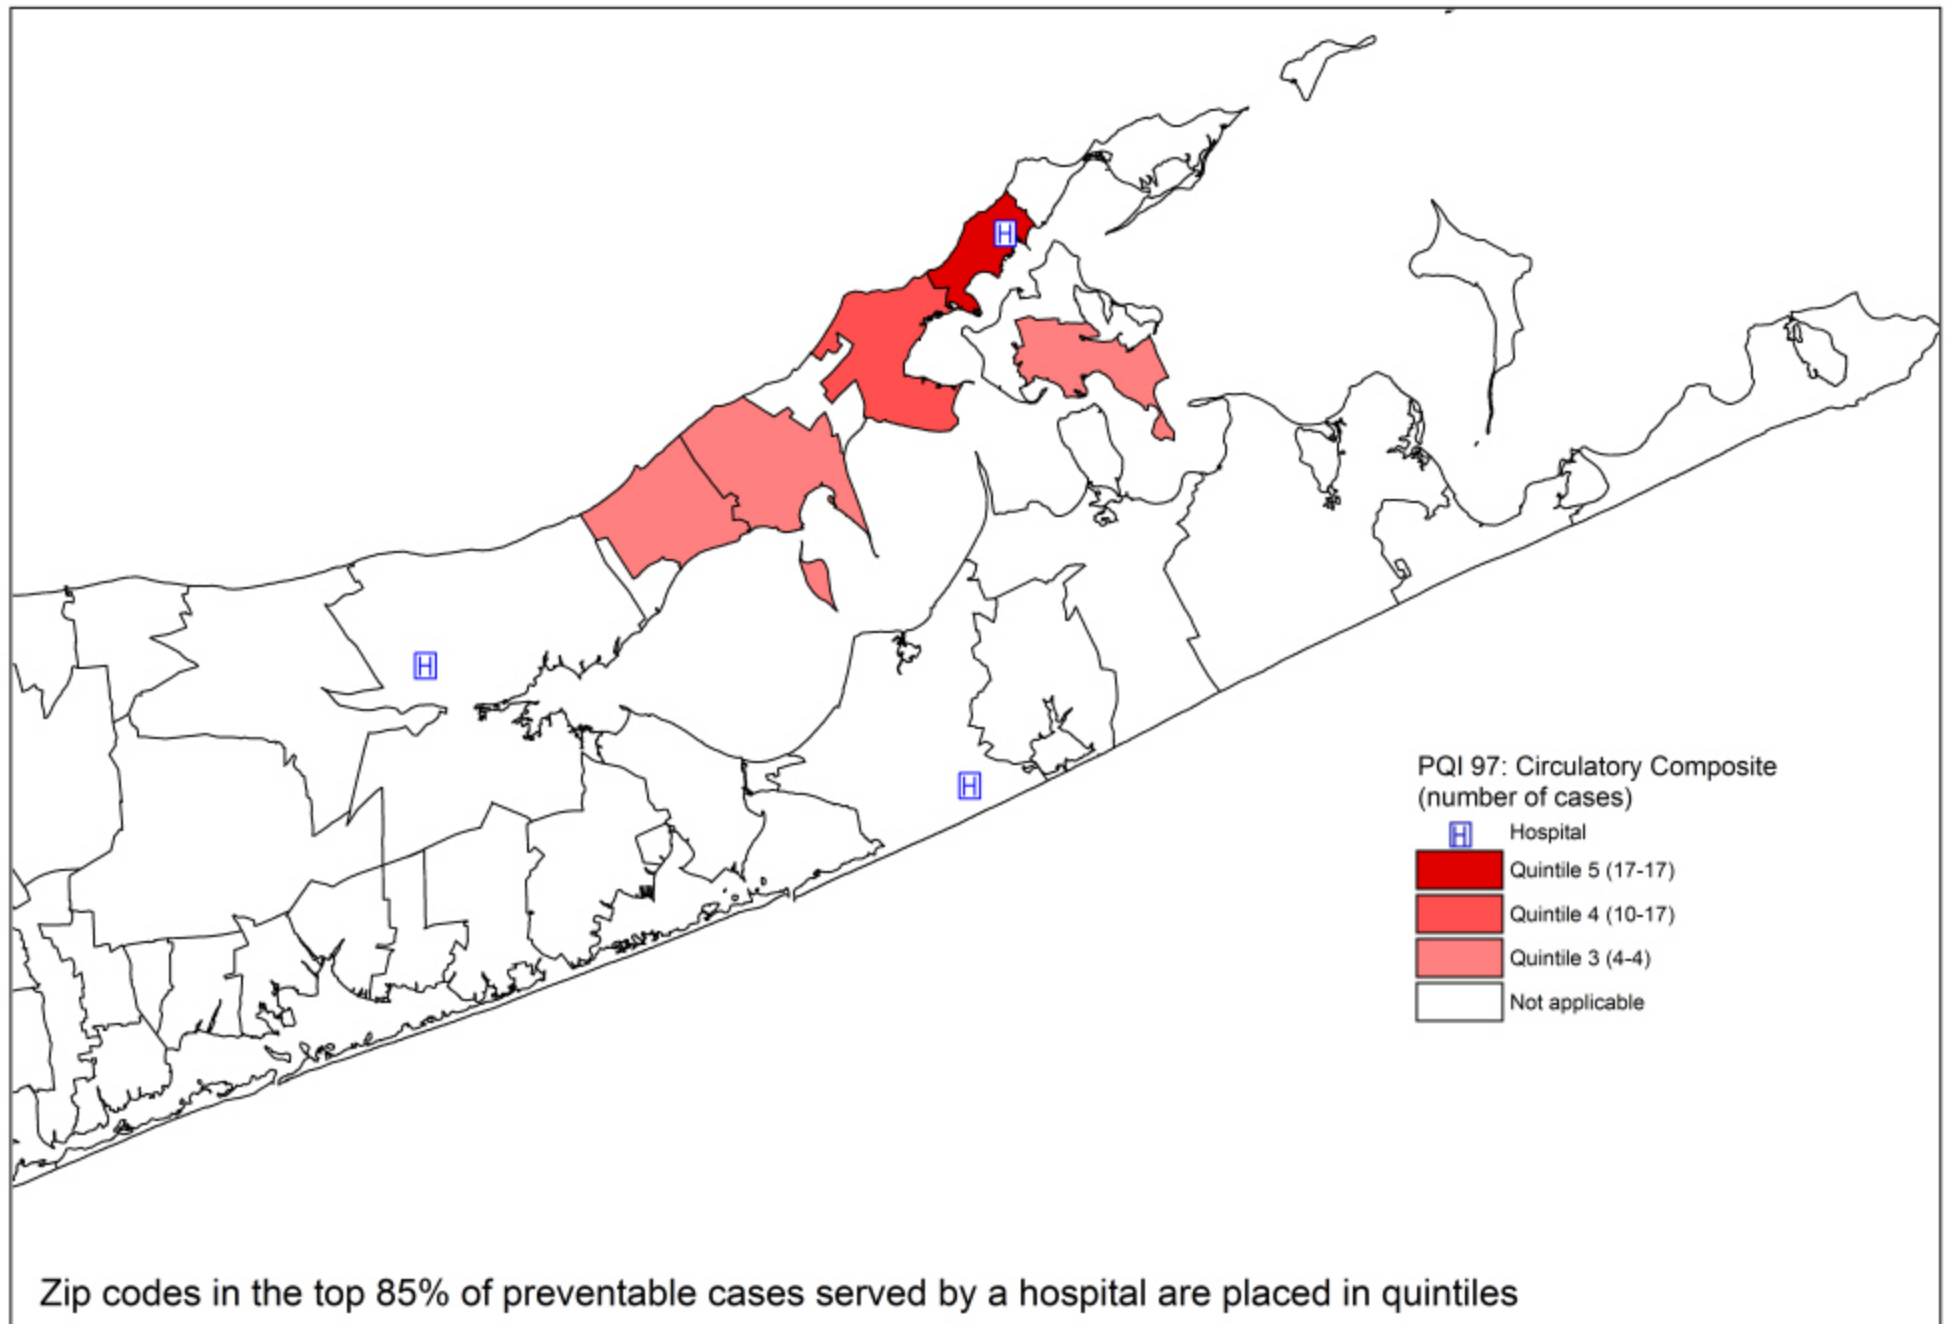 H
H
H
PQI 97: Circulatory Composite
(number of cases)
H Hospital
Quintile 5 (17-17)
Quintile 4 (10-17)
Quintile 3 (4-4)
Not applicable
Zip codes in the top 85% of preventable cases served by a hospital are placed in quintiles